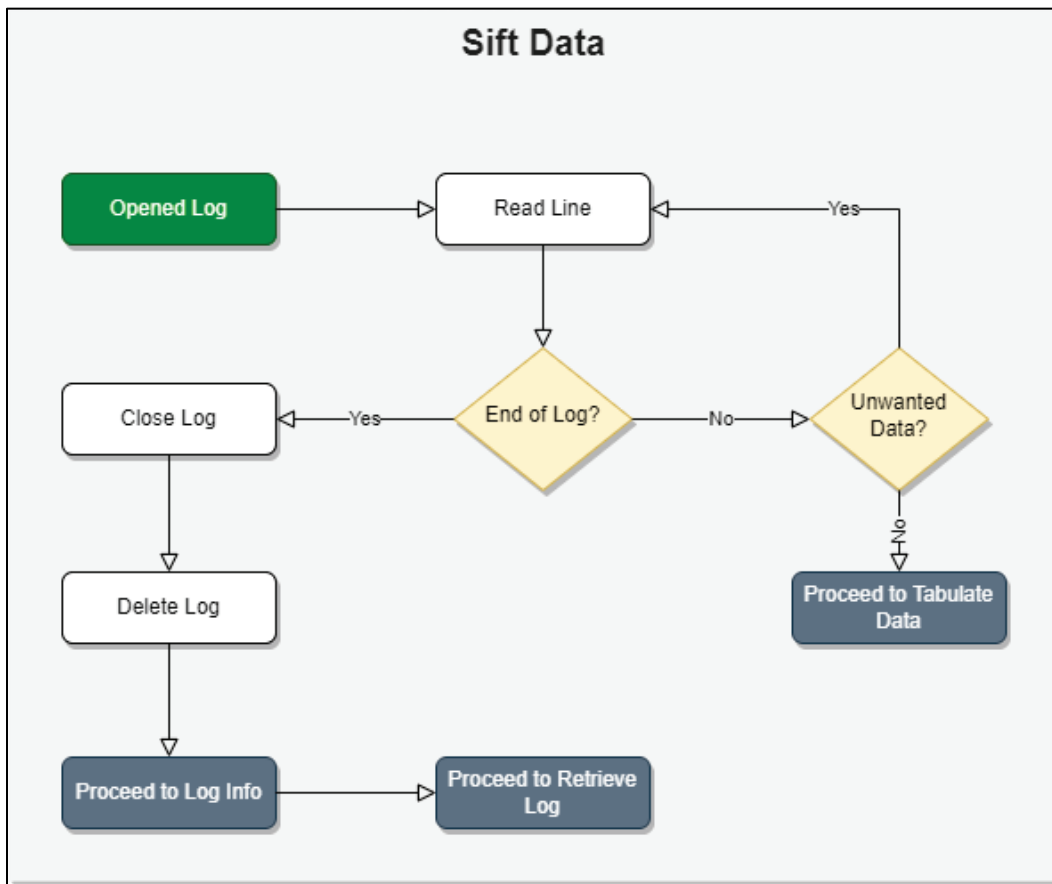 Sift Data
Opened Log
Read Line
Yes
Close Log
Yes
End of Log?
No
Unwanted
Data?
No
Delete Log
Proceed to Tabulate
Data
Proceed to Log Info
Proceed to Retrieve
Log